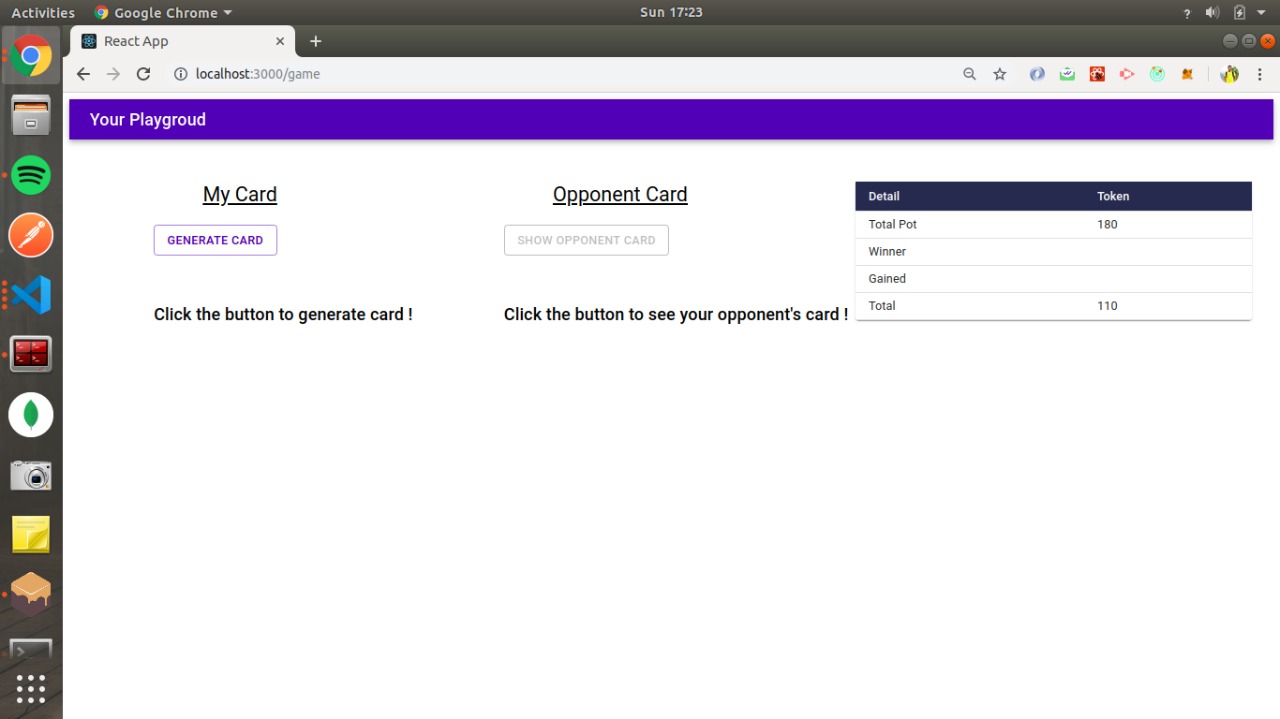 Activities Google Chrome Sun 17:23
React App
localhost:3000/game
Your Playgroud
My Card
GENERATE CARD
Click the button to generate card !
Opponent Card
SHOW OPPONENT CARD
Click the button to see your opponent's card !
Detail Token
Total Pot 180
Winner
Gained
Total 110